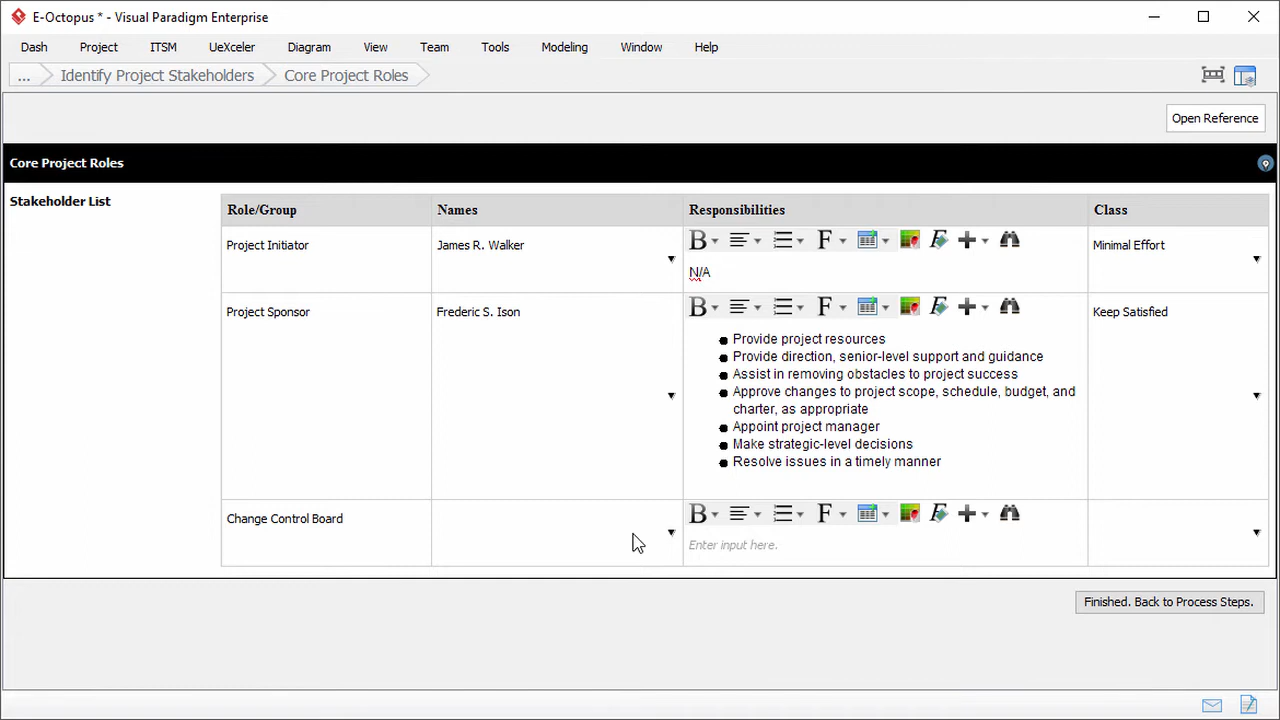 E-Octopus * - Visual Paradigm Enterprise
Dash Project ITSM UeXceler Diagram View Team Tools Modeling Window Help
... Identify Project Stakeholders Core Project Roles
Open Reference
Core Project Roles
Stakeholder List
Role/Group Names Responsibilities Class
Project Initiator James R. Walker B F F Minimal Effort
N/A
Project Sponsor Frederic S. Ison B F F Keep Satisfied
Provide project resources
Provide direction, senior-level support and guidance
Assist in removing obstacles to project success
Approve changes to project scope, schedule, budget, and
charter, as appropriate
Appoint project manager
Make strategic-level decisions
Resolve issues in a timely manner
Change Control Board B F F
Enter input here.
Finished. Back to Process Steps.